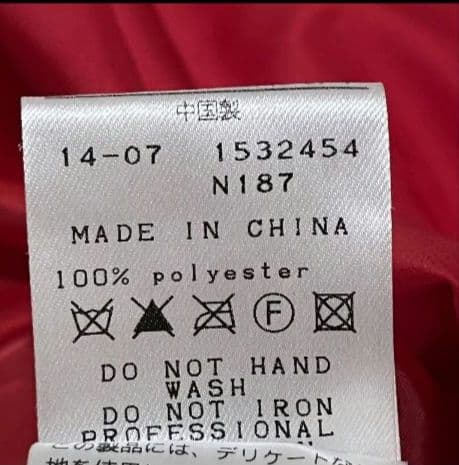 中国製
14-07 1532454
N187
MADE IN CHINA
100% polyester
F
DO NOT HAND
WASH
DO NOT IRON
PROFESSIONAL
この製品には、デリケートな